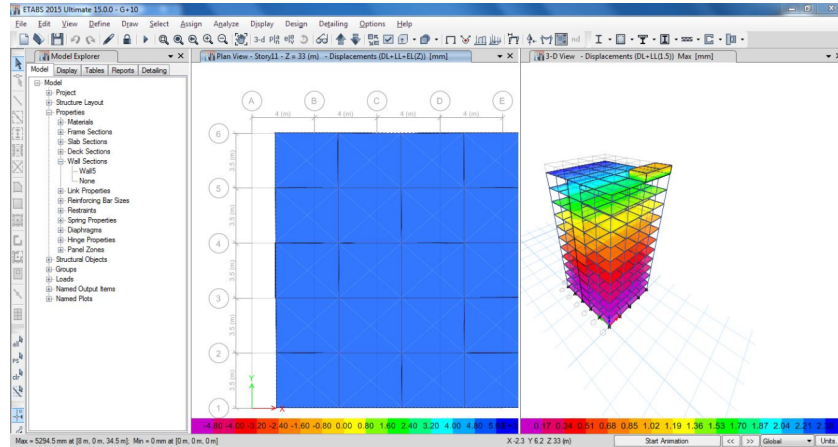 ETABS 2015 Ultimate 15.0.0 - G+10
File Edit View Define Draw Select Assign Analyze Display Design Detailing Options Help
3-d
nd
Model Explorer
Model Display Tables Reports Detailing
Model
Project
Structure Layout
Properties
Materials
Frame Sections
Slab Sections
Deck Sections
Wall Sections
Wall5
None
Link Properties
Reinforcing Bar Sizes
Restraints
Spring Properties
Diaphragms
Hinge Properties
Panel Zones
Structural Objects
Groups
Loads
Named Output Items
Named Plots
Plan View - Story11 - Z = 33 (m) - Displacements (DL+LL+EL(Z)) [mm]
A B C D E
4 (m) 4 (m) 4 (m) 4 (m)
6
3.5 (m)
5
3.5 (m)
4
3.5 (m)
3
3.5 (m)
2
3.5 (m)
1
Y
X
-4.80 -4.00 -3.20 -2.40 -1.60 -0.80 0.00 0.80 1.60 2.40 3.20 4.00 4.80
3-D View - Displacements (DL+LL(1.5)) Max [mm]
0.17 0.34 0.51 0.68 0.85 1.02 1.19 1.36 1.53 1.70 1.87 2.04 2.21
Max = 5294.5 mm at [8 m, 0 m, 34.5 m]; Min = 0 mm at [0 m, 0 m, 0 m]
X -2.3 Y 6.2 Z 33 (m)
Start Animation << >> Global Units